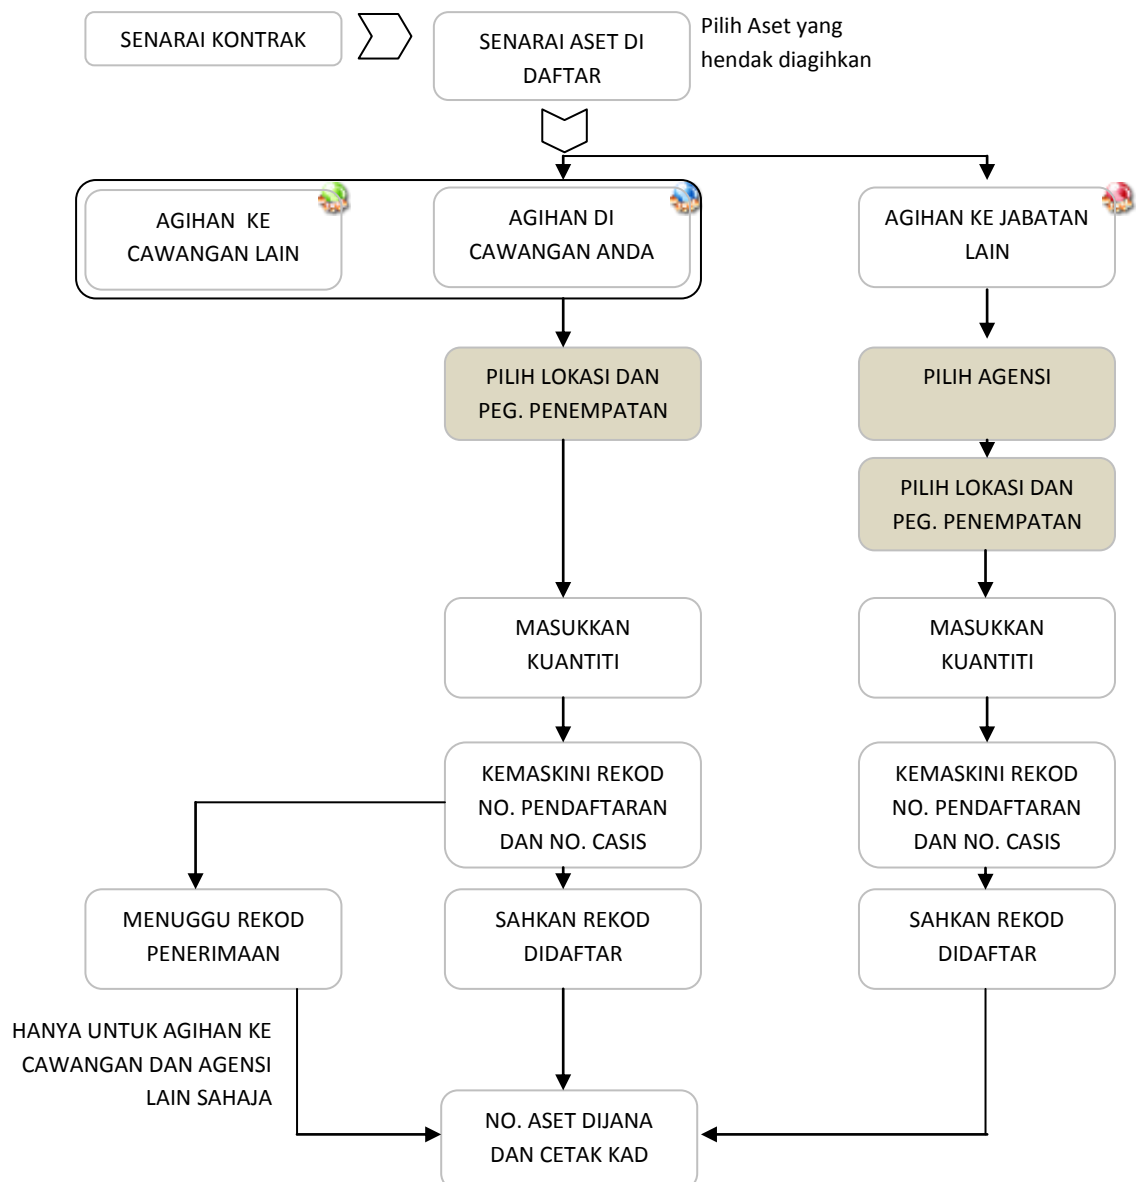 SENARAI KONTRAK
SENARAI ASET DI
DAFTAR
Pilih Aset yang
hendak diagihkan
AGIHAN KE
CAWANGAN LAIN
AGIHAN DI
CAWANGAN ANDA
AGIHAN KE JABATAN
LAIN
PILIH LOKASI DAN
PEG. PENEMPATAN
PILIH AGENSI
PILIH LOKASI DAN
PEG. PENEMPATAN
MASUKKAN
KUANTITI
MASUKKAN
KUANTITI
KEMASKINI REKOD
NO. PENDAFTARAN
DAN NO. CASIS
KEMASKINI REKOD
NO. PENDAFTARAN
DAN NO. CASIS
MENUGGU REKOD
PENERIMAAN
SAHKAN REKOD
DIDAFTAR
SAHKAN REKOD
DIDAFTAR
HANYA UNTUK AGIHAN KE
CAWANGAN DAN AGENSI
LAIN SAHAJA
NO. ASET DIJANA
DAN CETAK KAD